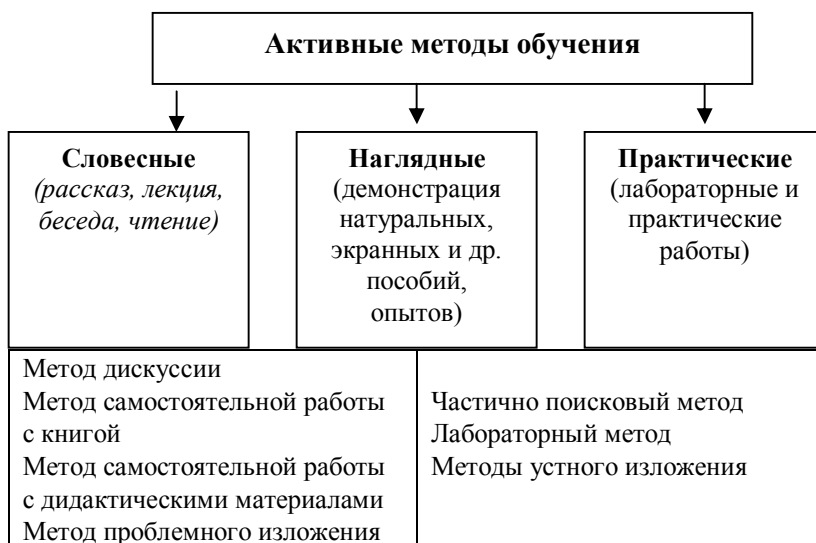 Активные методы обучения
Словесные
(рассказ, лекция,
беседа, чтение)
Наглядные
(демонстрация
натуральных,
экранных и др.
пособий,
опытов)
Практические
(лабораторные и
практические
работы)
Метод дискуссии
Метод самостоятельной работы
с книгой
Метод самостоятельной работы
с дидактическими материалами
Метод проблемного изложения
Частично поисковый метод
Лабораторный метод
Методы устного изложения